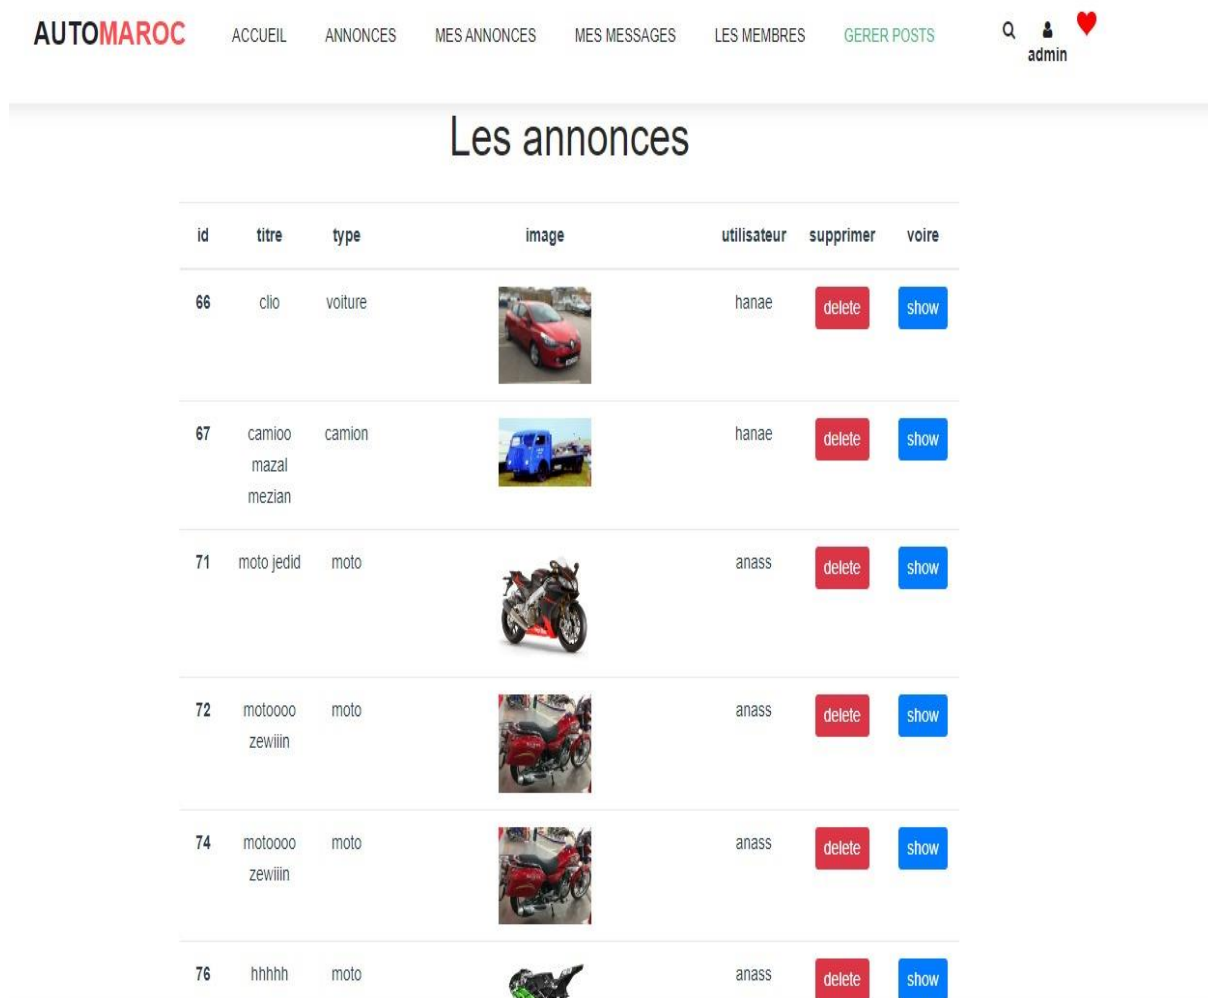 AUTOMAROC ACCUEIL ANNONCES MES ANNONCES MES MESSAGES LES MEMBRES GERER POSTS
admin
Les annonces
id titre type image utilisateur supprimer voire
66 clio voiture hanae delete show
67 camioo camion hanae delete show
mazal
mezian
71 moto jedid moto anass delete show
72 motoooo moto anass delete show
zewiiin
74 motoooo moto anass delete show
zewiiin
76 hhhhh moto anass delete show